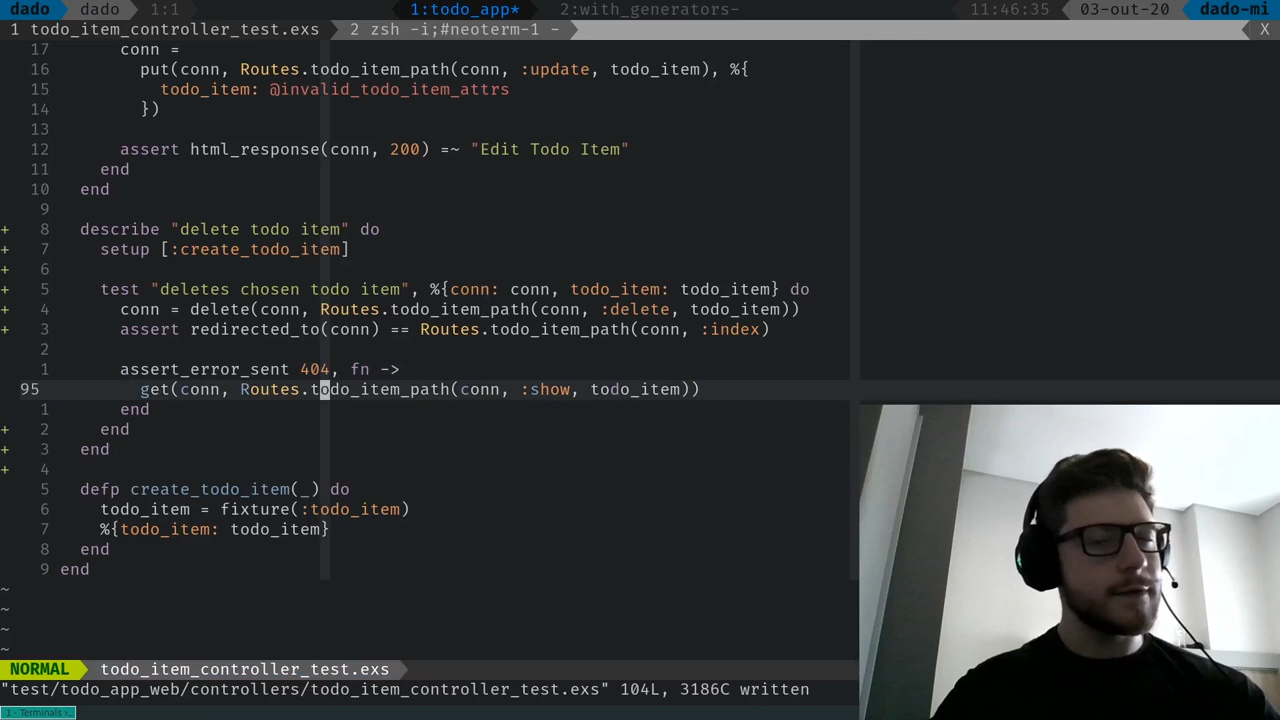 dado dado 1:1 1:todo_app* 2:with_generators- 11:46:35 03-out-20 dado-mi
1 todo_item_controller_test.exs 2 zsh -i;#neoterm-1 - X
17 conn =
16 put(conn, Routes.todo_item_path(conn, :update, todo_item), %{
15 todo_item: @invalid_todo_item_attrs
14 })
13
12 assert html_response(conn, 200) =~ "Edit Todo Item"
11 end
10 end
9
+ 8 describe "delete todo item" do
+ 7 setup [:create_todo_item]
+ 6
+ 5 test "deletes chosen todo item", %{conn: conn, todo_item: todo_item} do
+ 4 conn = delete(conn, Routes.todo_item_path(conn, :delete, todo_item))
+ 3 assert redirected_to(conn) == Routes.todo_item_path(conn, :index)
2
1 assert_error_sent 404, fn ->
95 get(conn, Routes.todo_item_path(conn, :show, todo_item))
1 end
+ 2 end
+ 3 end
+ 4
5 defp create_todo_item(_) do
6 todo_item = fixture(:todo_item)
7 %{todo_item: todo_item}
8 end
9 end
~
~
~
~
NORMAL todo_item_controller_test.exs
"test/todo_app_web/controllers/todo_item_controller_test.exs" 104L, 3186C written
1 - Terminals